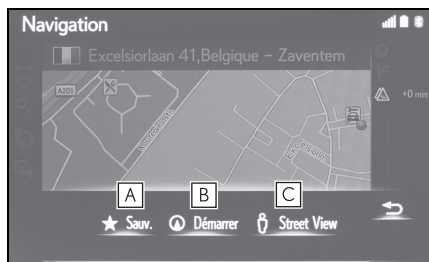 Navigation
Excelsiorlaan 41,Belgique - Zaventem
A201
+0 min
A
B
C
Sauv.
Démarrer
Street View